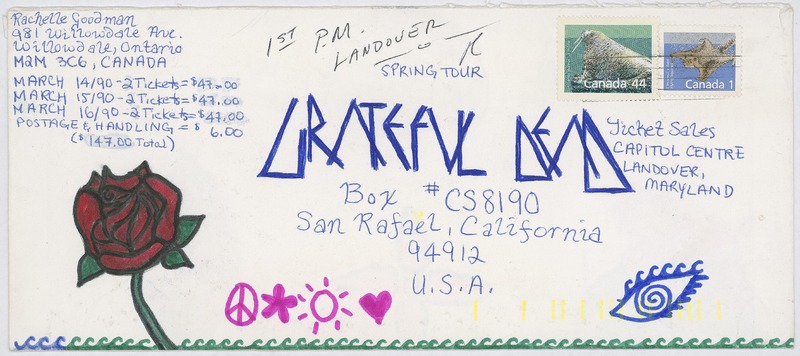 Rachelle Goodman
981 Willowdale Ave.
Willowdale, Ontario
M2M 3C6, CANADA
MARCH 14/90-2 Tickets=$47.00
MARCH 15/90-2 Tickets=$47.00
MARCH 16/90-2 Tickets=$47.00
POSTAGE & HANDLING = $ 6.00
($147.00 Total)
1ST P.M.
LANDOVER
SPRING TOUR
Canada 44
Canada 1
GRATEFUL DEAD
Ticket Sales
CAPITOL CENTRE
LANDOVER,
MARYLAND
Box #CS8190
San Rafael, California
94912
U.S.A.